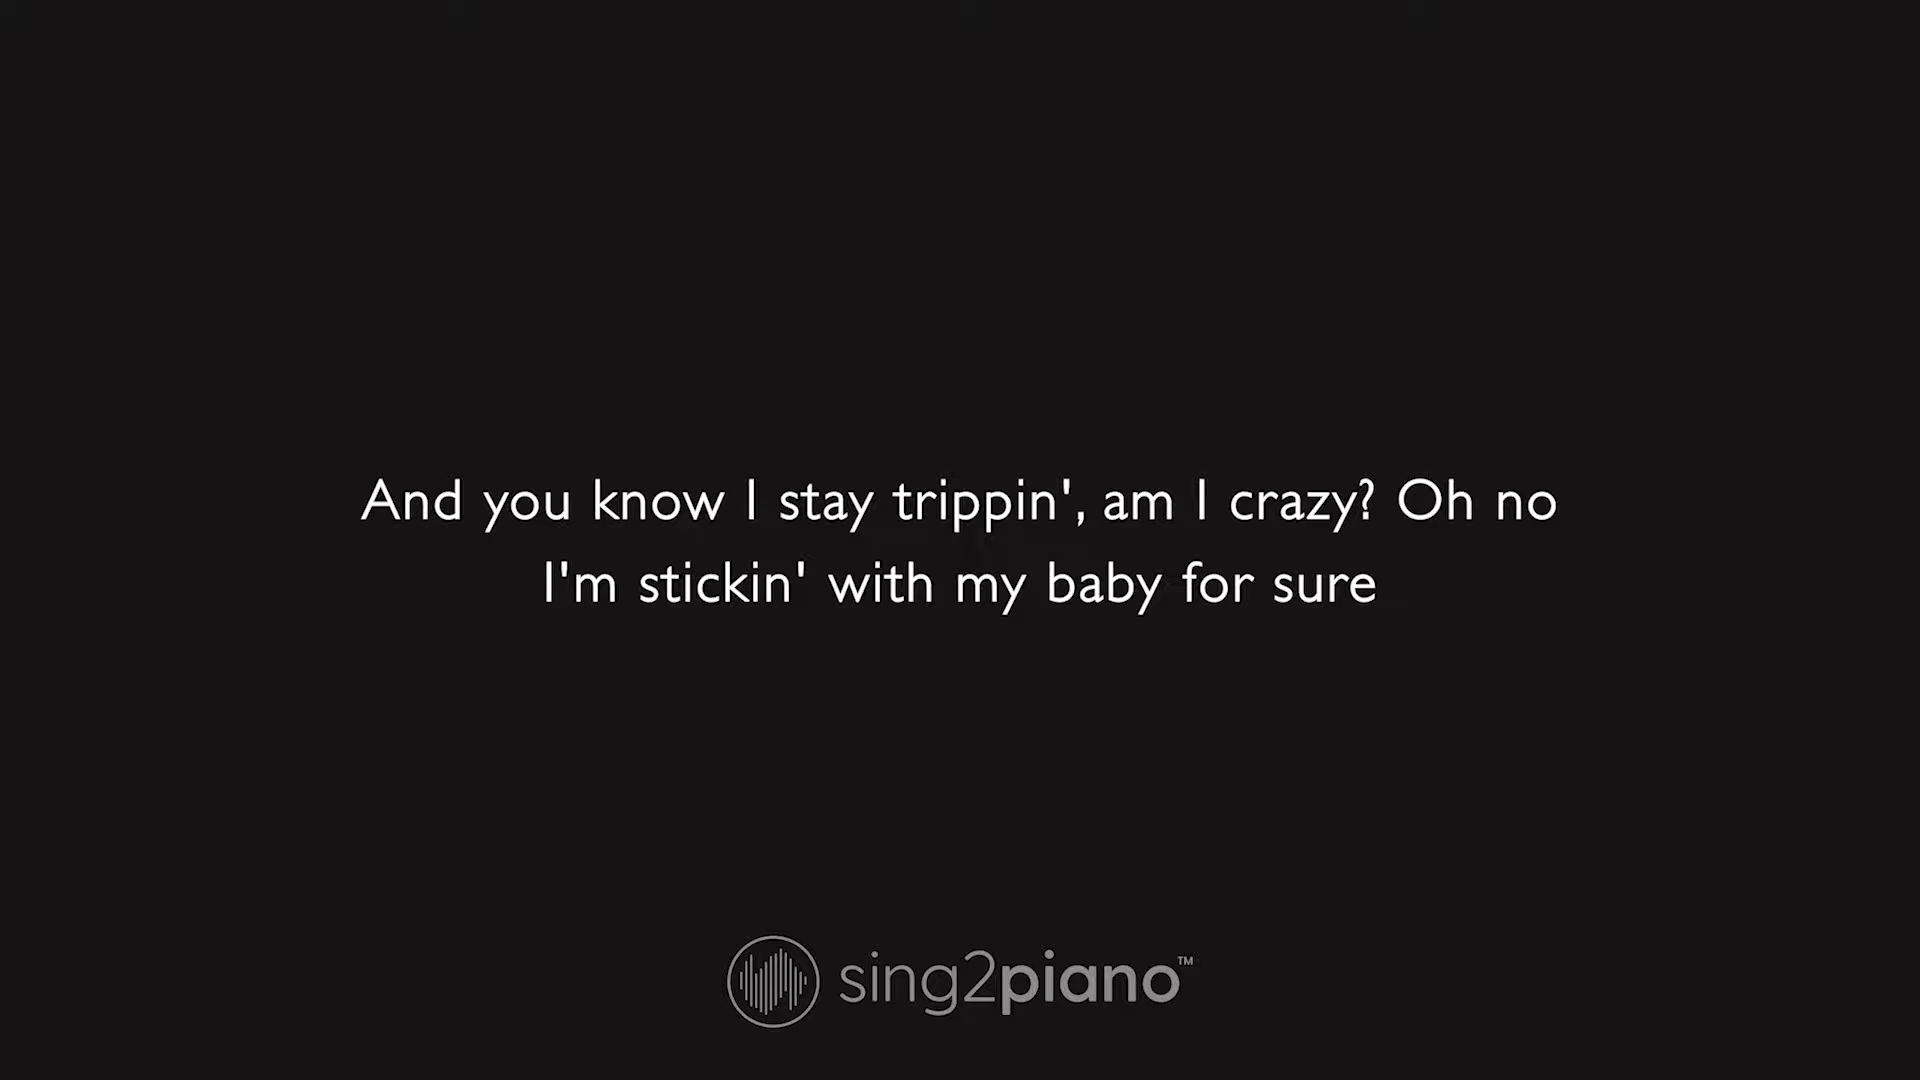 And you know I stay trippin', am I crazy? Oh no
I'm stickin' with my baby for sure
sing2piano™